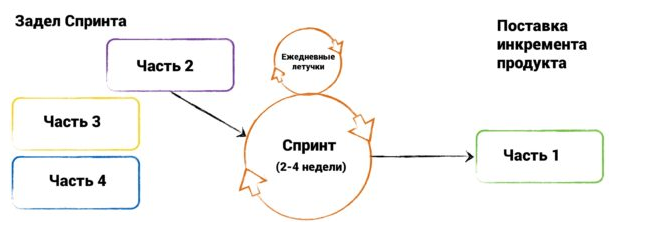 Задел Спринта
Часть 2
Часть 3
Часть 4
Ежедневные
летучки
Спринт
(2-4 недели)
Поставка
инкремента
продукта
Часть 1